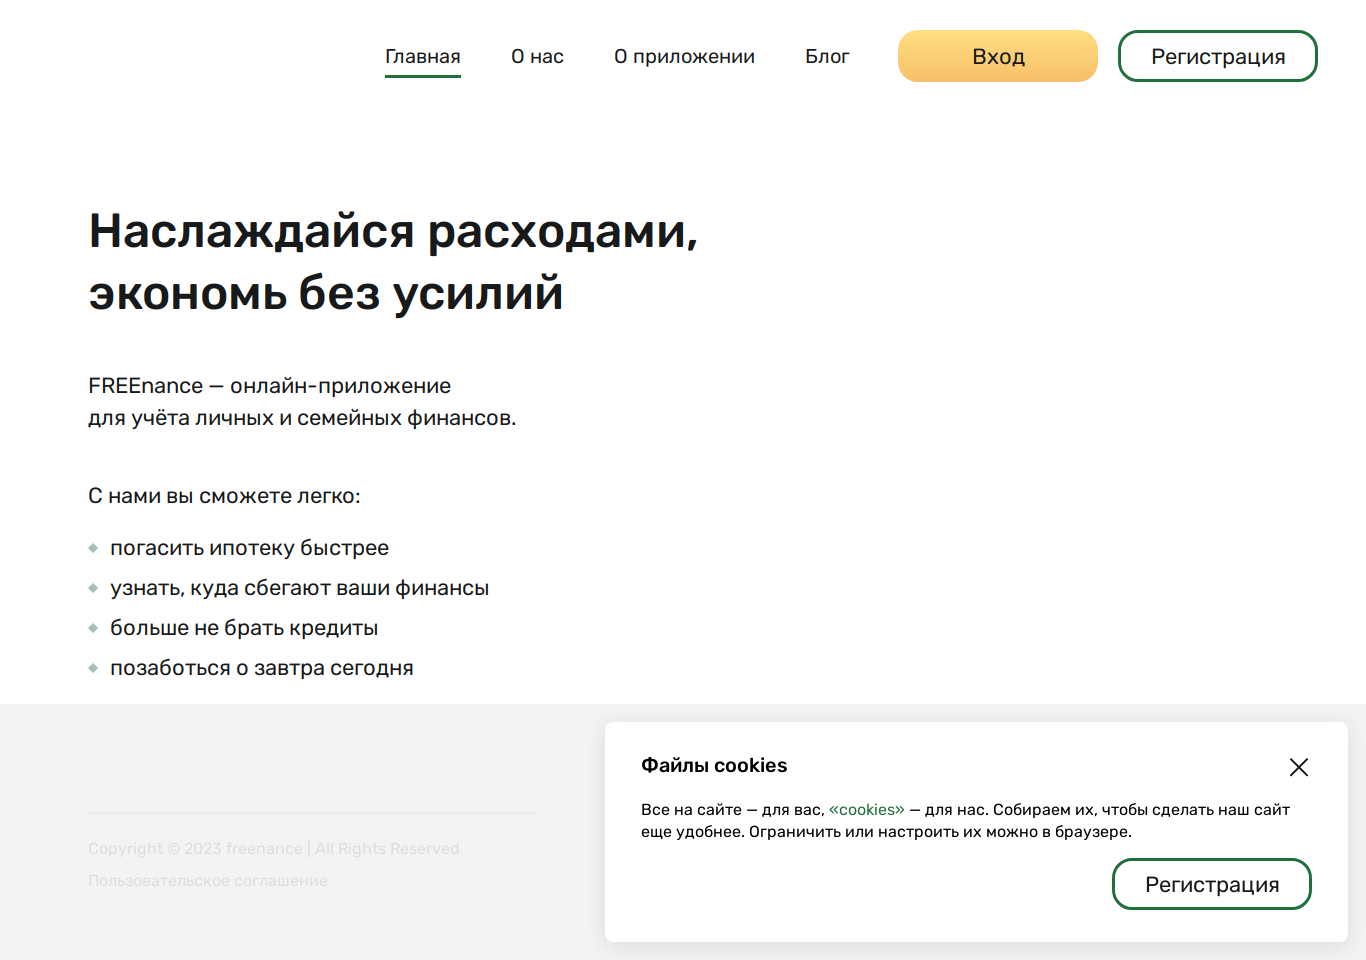 Главная О нас О приложении Блог Вход Регистрация
Наслаждайся расходами,
экономь без усилий
FREEnance — онлайн-приложение
для учёта личных и семейных финансов.
С нами вы сможете легко:
погасить ипотеку быстрее
узнать, куда сбегают ваши финансы
больше не брать кредиты
позаботься о завтра сегодня
Файлы cookies
Все на сайте — для вас, «cookies» — для нас. Собираем их, чтобы сделать наш сайт
еще удобнее. Ограничить или настроить их можно в браузере.
Регистрация
Copyright © 2023 freenance | All Rights Reserved
Пользовательское соглашение